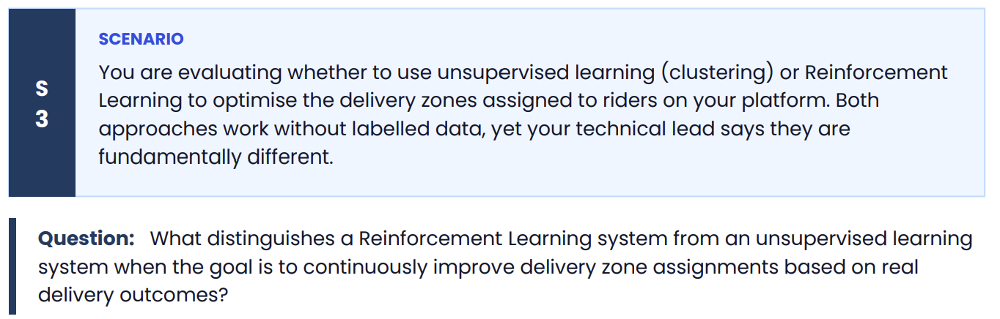 S
3
SCENARIO
You are evaluating whether to use unsupervised learning (clustering) or Reinforcement
Learning to optimise the delivery zones assigned to riders on your platform. Both
approaches work without labelled data, yet your technical lead says they are
fundamentally different.
Question: What distinguishes a Reinforcement Learning system from an unsupervised learning
system when the goal is to continuously improve delivery zone assignments based on real
delivery outcomes?